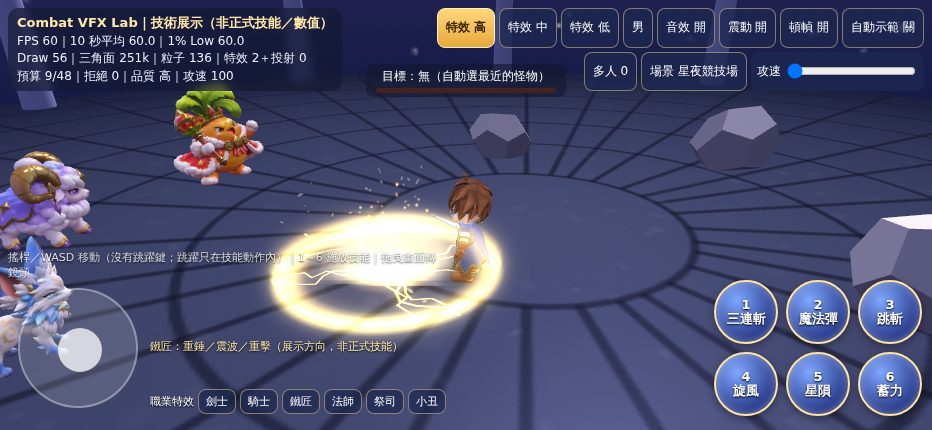 Combat VFX Lab｜技術展示（非正式技能／數值）
FPS 60｜10 秒平均 60.0｜1% Low 60.0
Draw 56｜三角面 251k｜粒子 136｜特效 2＋投射 0
預算 9/48｜拒絕 0｜品質 高｜攻速 100
特效 高
特效 中
特效 低
男
音效 開
震動 開
頓幀 開
自動示範 關
目標：無（自動選最近的怪物）
多人 0
場景 星夜競技場
攻速
搖桿／WASD 移動（沒有跳躍鍵；跳躍只在技能動作內）｜1–6 施放技能｜拖曳畫面轉
鏡頭
1
三連斬
2
魔法彈
3
跳斬
4
旋風
5
星隕
6
蓄力
鐵匠：重錘／震波／重擊（展示方向，非正式技能）
職業特效
劍士
騎士
鐵匠
法師
祭司
小丑